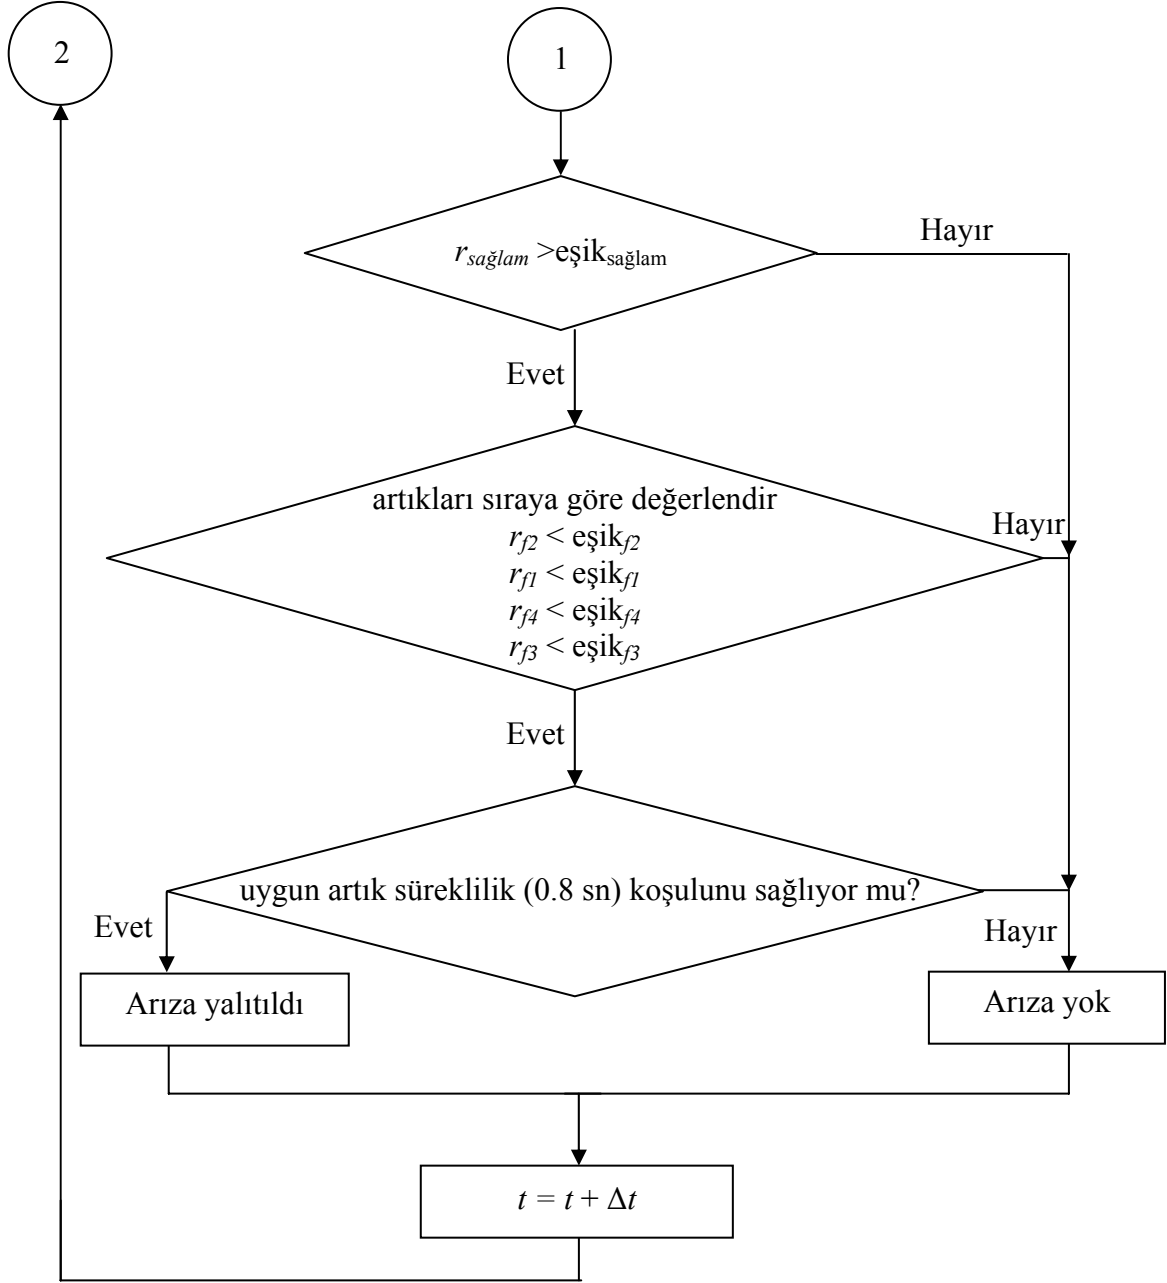 2
1
r_sağlam >eşik_sağlam
Hayır
Evet
artıkları sıraya göre değerlendir
r_f2 < eşik_f2
r_f1 < eşik_f1
r_f4 < eşik_f4
r_f3 < eşik_f3
Hayır
Evet
uygun artık süreklilik (0.8 sn) koşulunu sağlıyor mu?
Evet
Hayır
Arıza yalıtıldı
Arıza yok
t = t + Δt